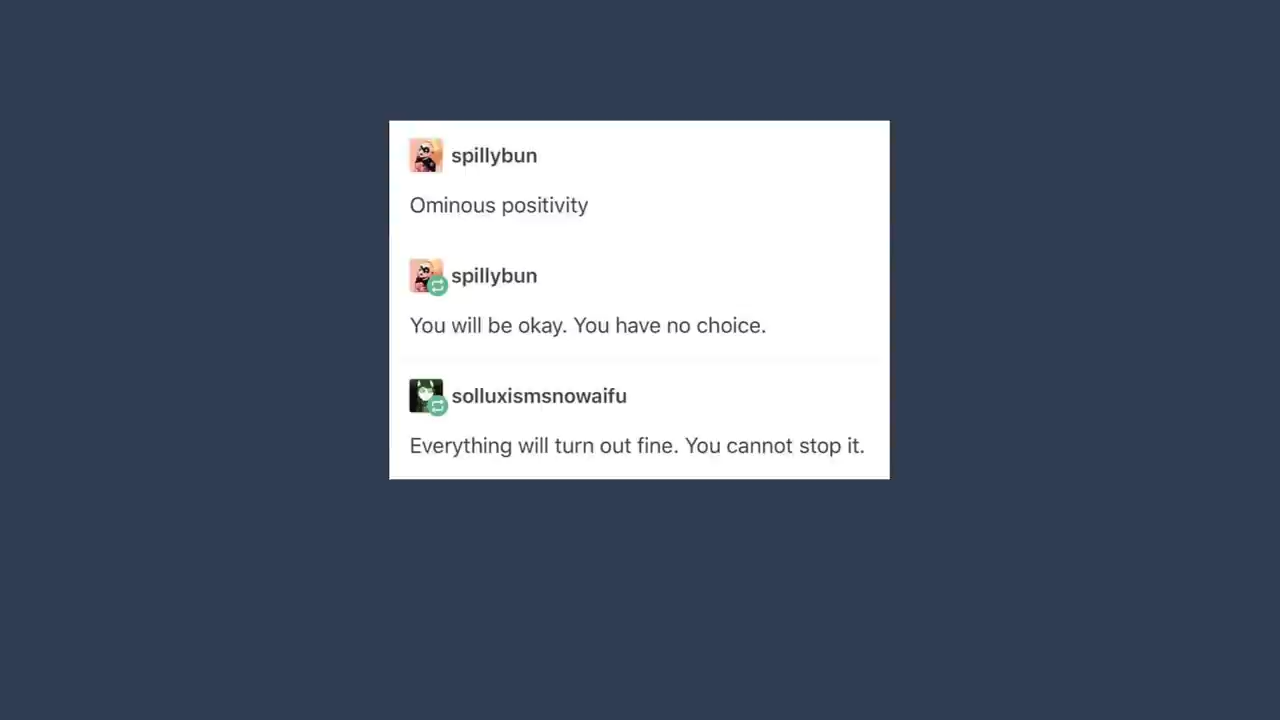 spillybun
Ominous positivity
spillybun
You will be okay. You have no choice.
solluxismsnowaifu
Everything will turn out fine. You cannot stop it.